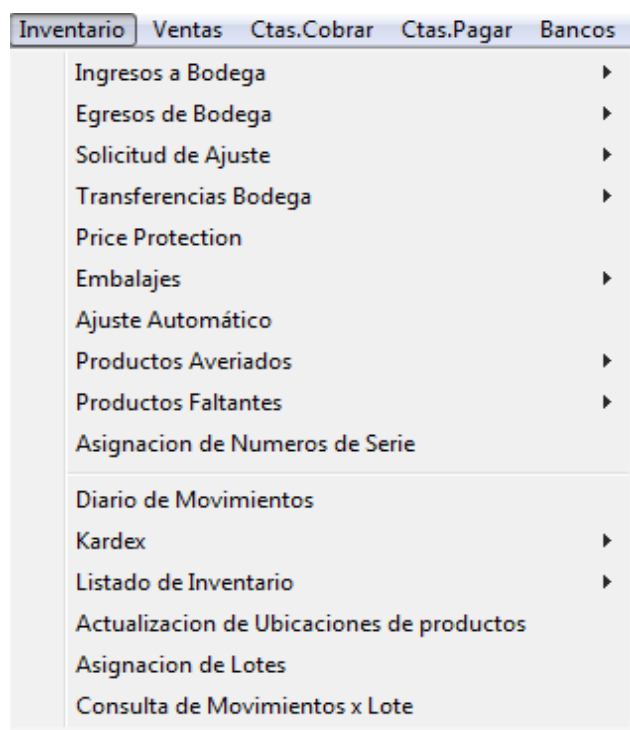 Inventario Ventas Ctas.Cobrar Ctas.Pagar Bancos
Ingresos a Bodega
Egresos de Bodega
Solicitud de Ajuste
Transferencias Bodega
Price Protection
Embalajes
Ajuste Automático
Productos Averiados
Productos Faltantes
Asignacion de Numeros de Serie
Diario de Movimientos
Kardex
Listado de Inventario
Actualizacion de Ubicaciones de productos
Asignacion de Lotes
Consulta de Movimientos x Lote